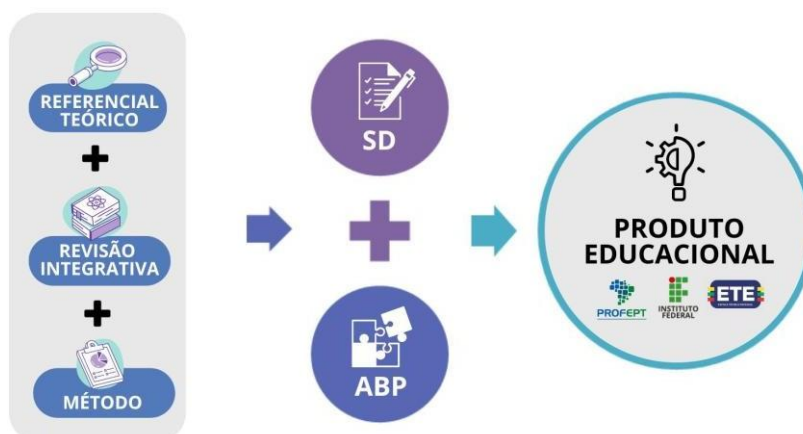 REFERENCIAL
TEÓRICO
REVISÃO
INTEGRATIVA
MÉTODO
SD
ABP
PRODUTO
EDUCACIONAL
PROFEPT
INSTITUTO
FEDERAL
ETE